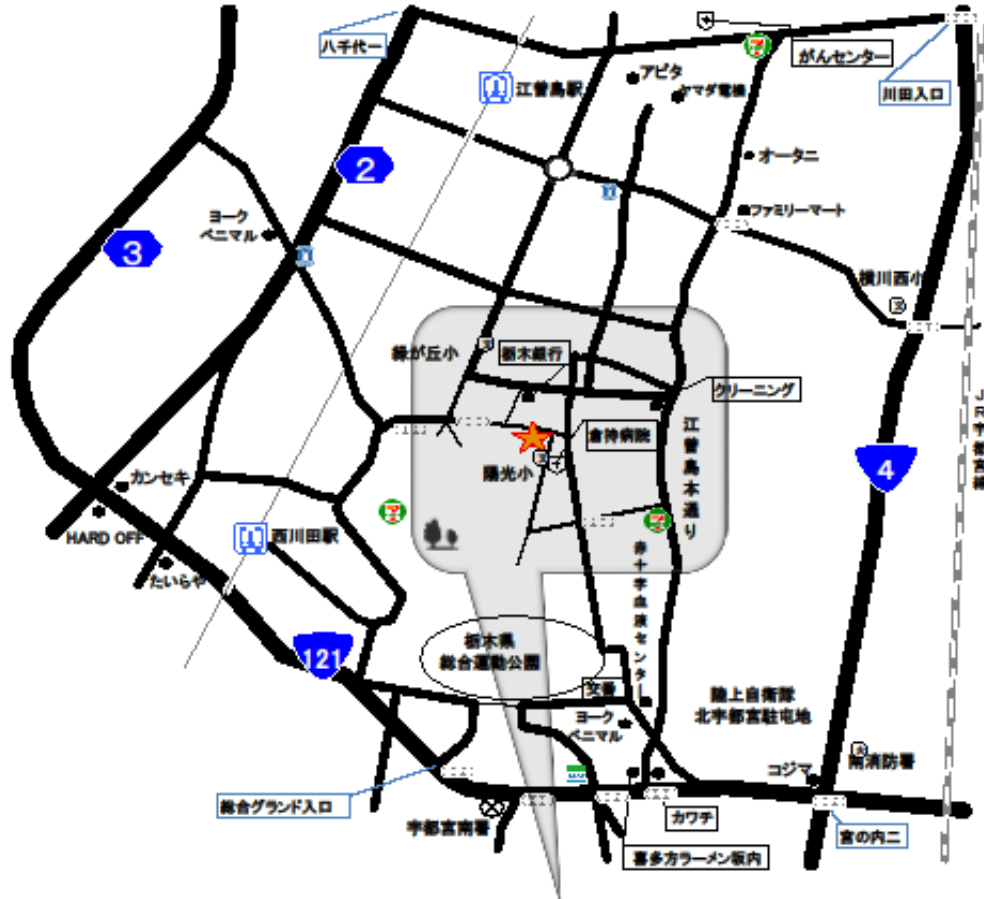 八千代一
がんセンター
アピタ
江曽島駅
ヤマダ電機
川田入口
2
オータニ
ヨーク
ベニマル
ファミリーマート
3
横川西小
緑が丘小
栃木銀行
クリーニング
JR宇都宮線
倉持病院
江曽島本通り
4
陽光小
カンセキ
HARD OFF
西川田駅
たいらや
赤十字血液センター
121
栃木県
総合運動公園
交番
陸上自衛隊
北宇都宮駐屯地
ヨーク
ベニマル
南消防署
コジマ
総合グランド入口
カワチ
宇都宮南署
宮の内二
喜多方ラーメン坂内